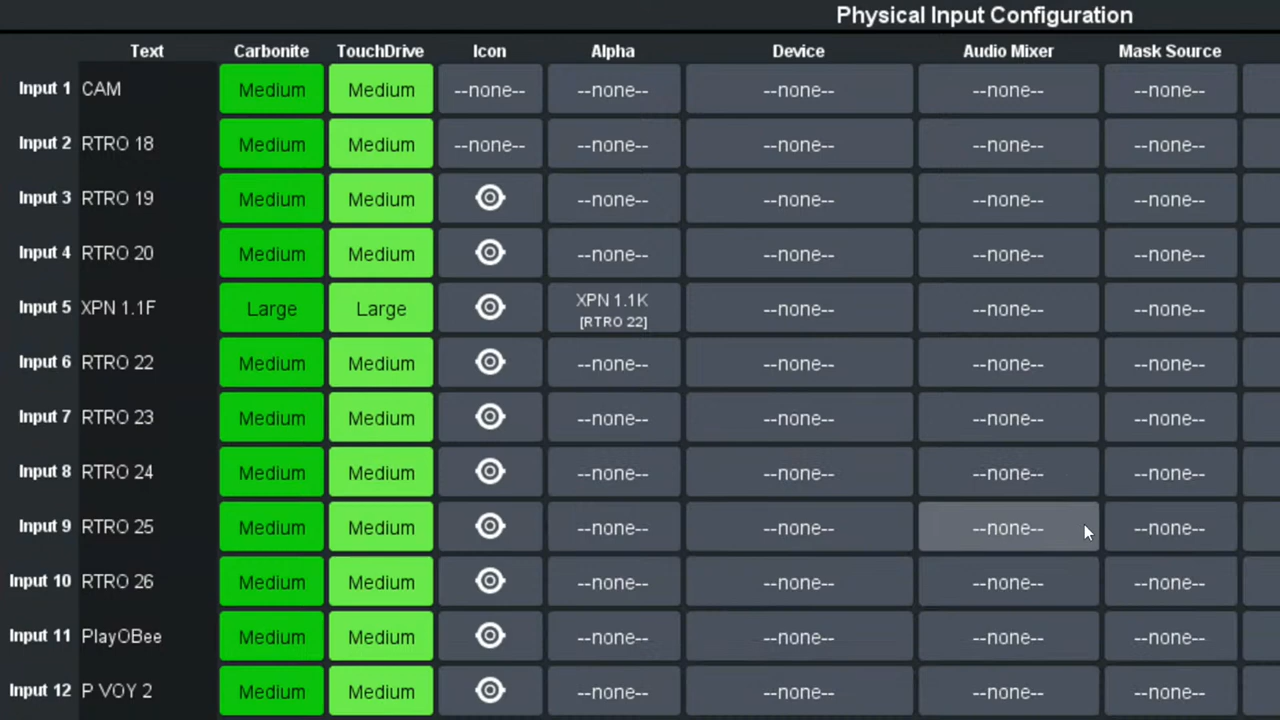 Physical Input Configuration
Text Carbonite TouchDrive Icon Alpha Device Audio Mixer Mask Source
Input 1 CAM Medium Medium --none-- --none-- --none-- --none-- --none--
Input 2 RTRO 18 Medium Medium --none-- --none-- --none-- --none-- --none--
Input 3 RTRO 19 Medium Medium --none-- --none-- --none-- --none--
Input 4 RTRO 20 Medium Medium --none-- --none-- --none-- --none--
Input 5 XPN 1.1F Large Large XPN 1.1K [RTRO 22] --none-- --none-- --none--
Input 6 RTRO 22 Medium Medium --none-- --none-- --none-- --none--
Input 7 RTRO 23 Medium Medium --none-- --none-- --none-- --none--
Input 8 RTRO 24 Medium Medium --none-- --none-- --none-- --none--
Input 9 RTRO 25 Medium Medium --none-- --none-- --none-- --none--
Input 10 RTRO 26 Medium Medium --none-- --none-- --none-- --none--
Input 11 PlayOBee Medium Medium --none-- --none-- --none-- --none--
Input 12 P VOY 2 Medium Medium --none-- --none-- --none-- --none--